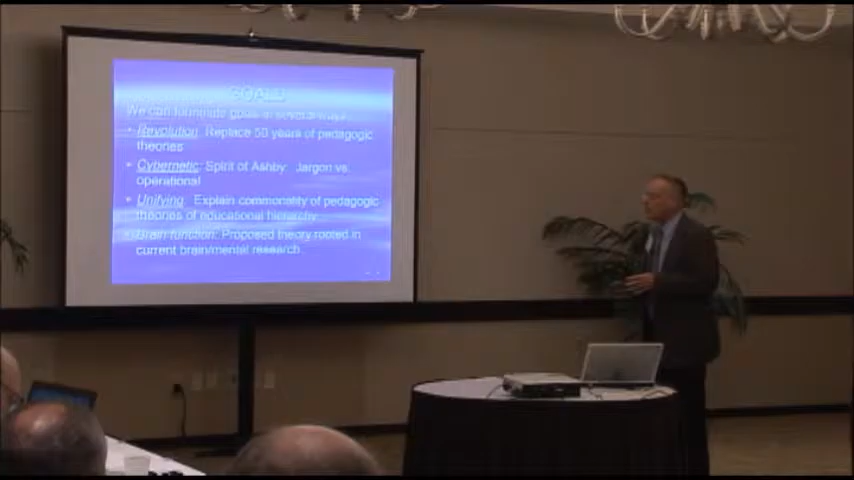 GOALS
We can formulate goals in several ways
• Revolution: Replace 50 years of pedagogic
theories
• Cybernetic: Spirit of Ashby: Jargon vs.
operational
• Unifying: Explain commonality of pedagogic
theories of educational hierarchy
• Brain function: Proposed theory rooted in
current brain/mental research.